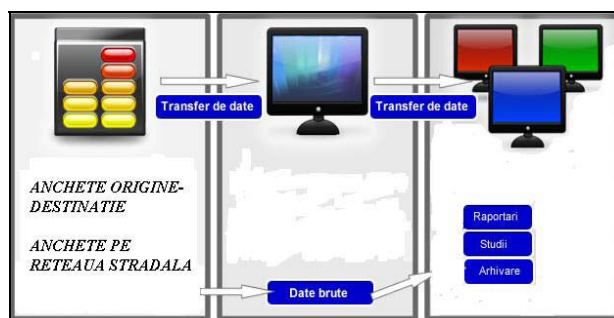 Transfer de date
Transfer de date
ANCHETE ORIGINE-
DESTINATIE
ANCHETE PE
RETEAUA STRADALA
Date brute
Raportari
Studii
Arhivare